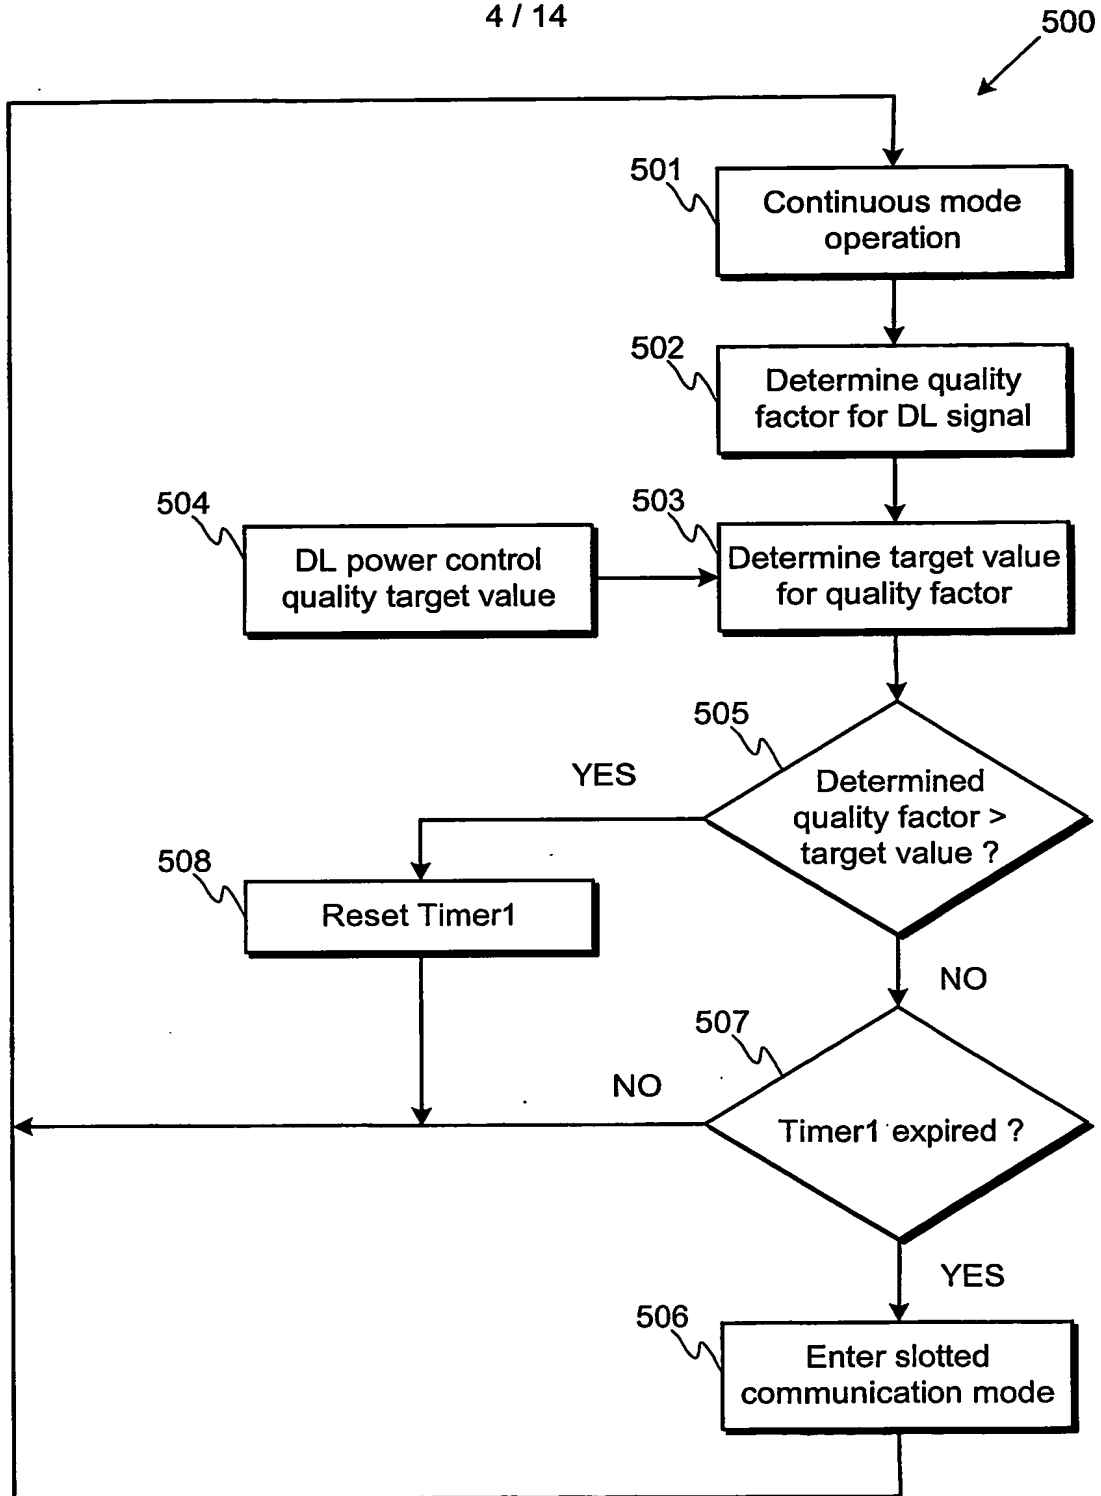 4 / 14
500
501
Continuous mode
operation
502
Determine quality
factor for DL signal
504
DL power control
quality target value
503
Determine target value
for quality factor
505
Determined
quality factor >
target value ?
YES
508
Reset Timer1
NO
507
Timer1 expired ?
NO
YES
506
Enter slotted
communication mode